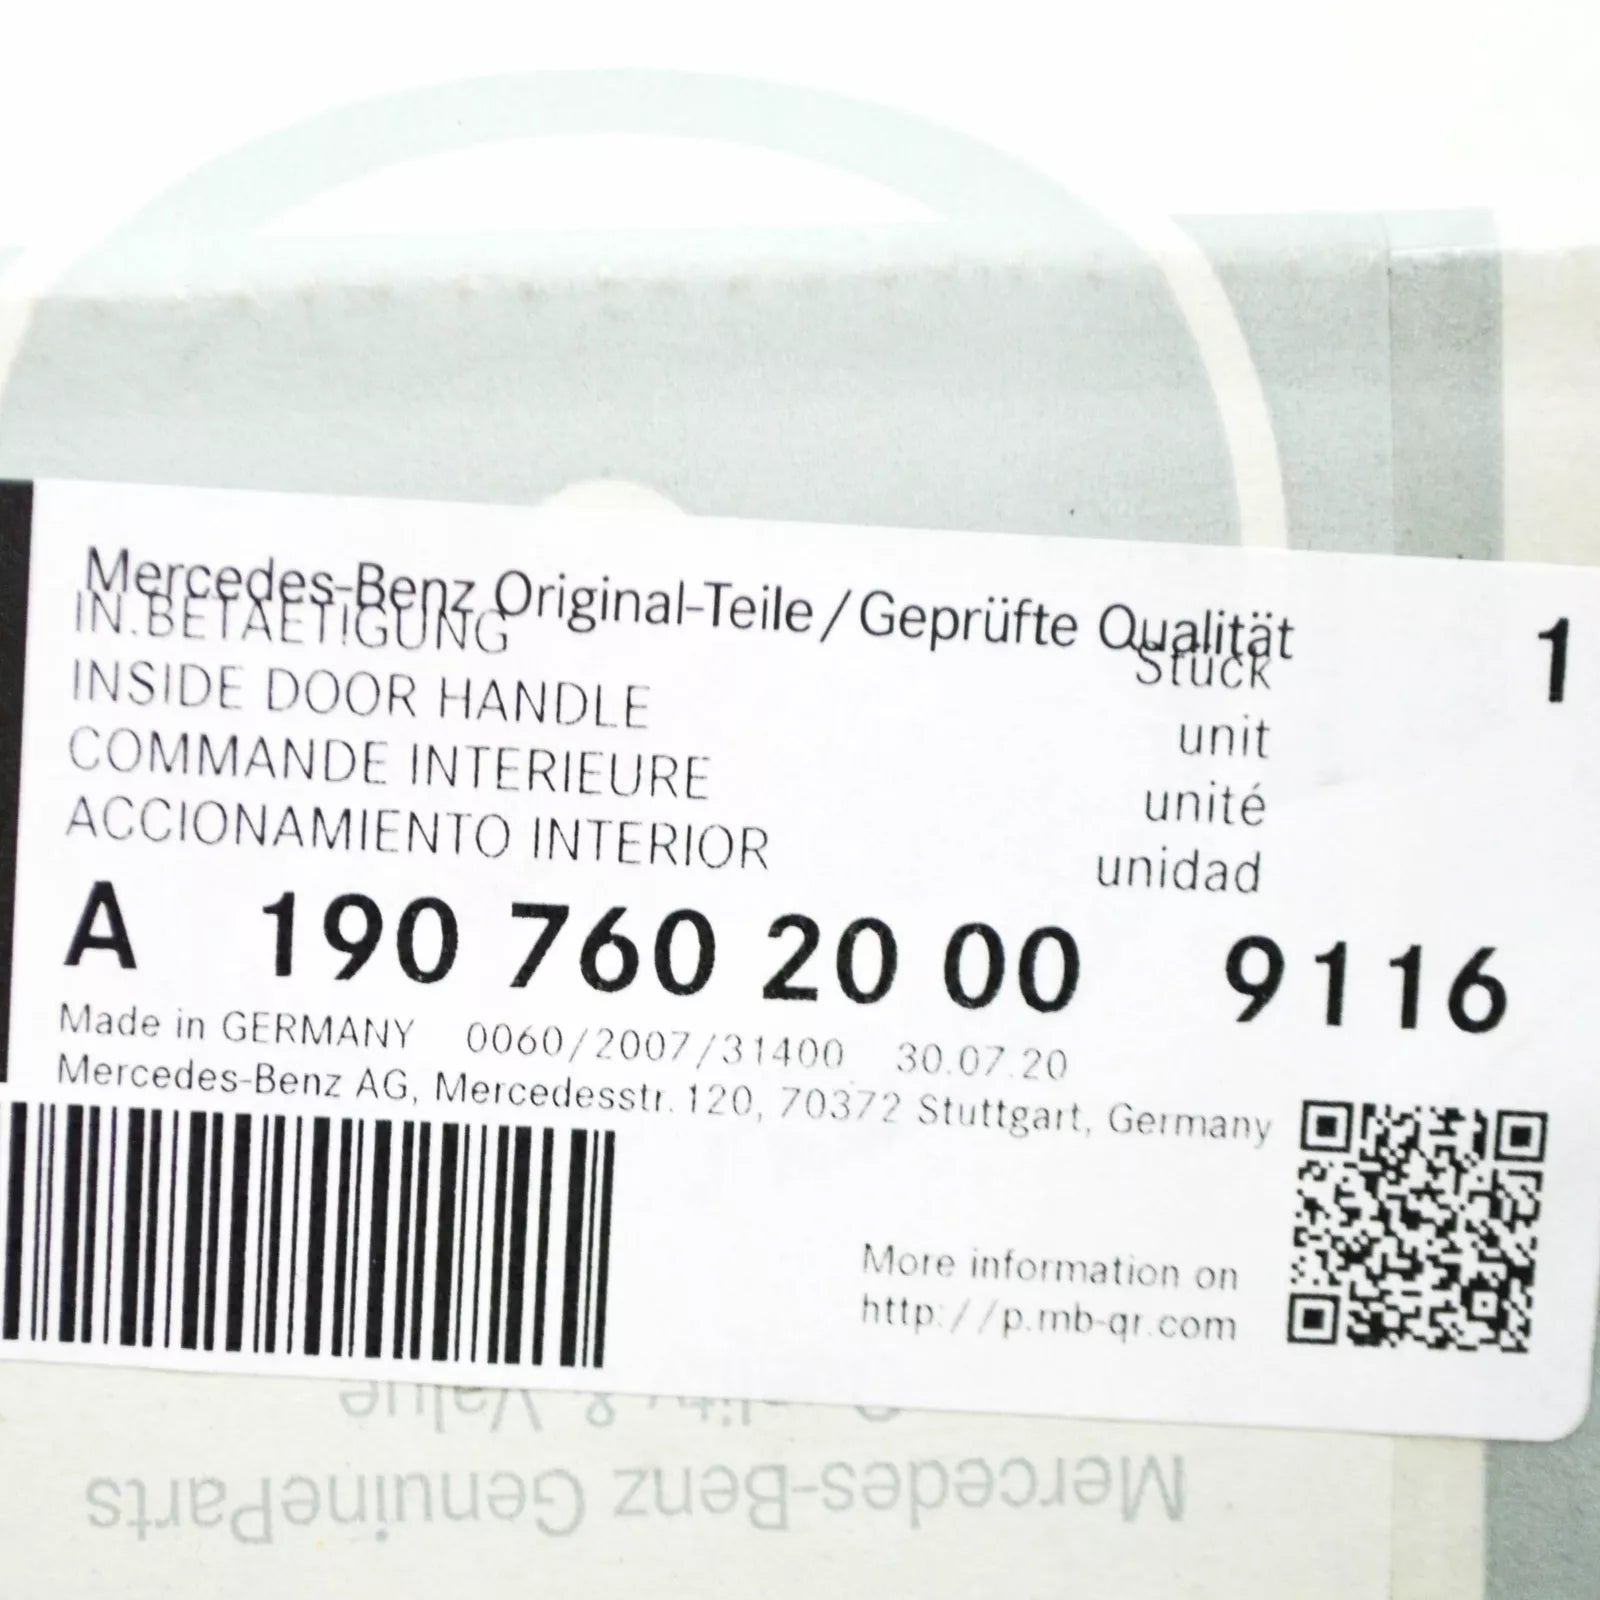 Mercedes-Benz Original-Teile / Geprüfte Qualität
IN.BETAETIGUNG Stück 1
INSIDE DOOR HANDLE unit
COMMANDE INTERIEURE unité
ACCIONAMIENTO INTERIOR unidad
A 190 760 20 00 9116
Made in GERMANY 0060/2007/31400 30.07.20
Mercedes-Benz AG, Mercedesstr. 120, 70372 Stuttgart, Germany
More information on
http://p.mb-qr.com
Quality & Value
Mercedes-Benz GenuineParts